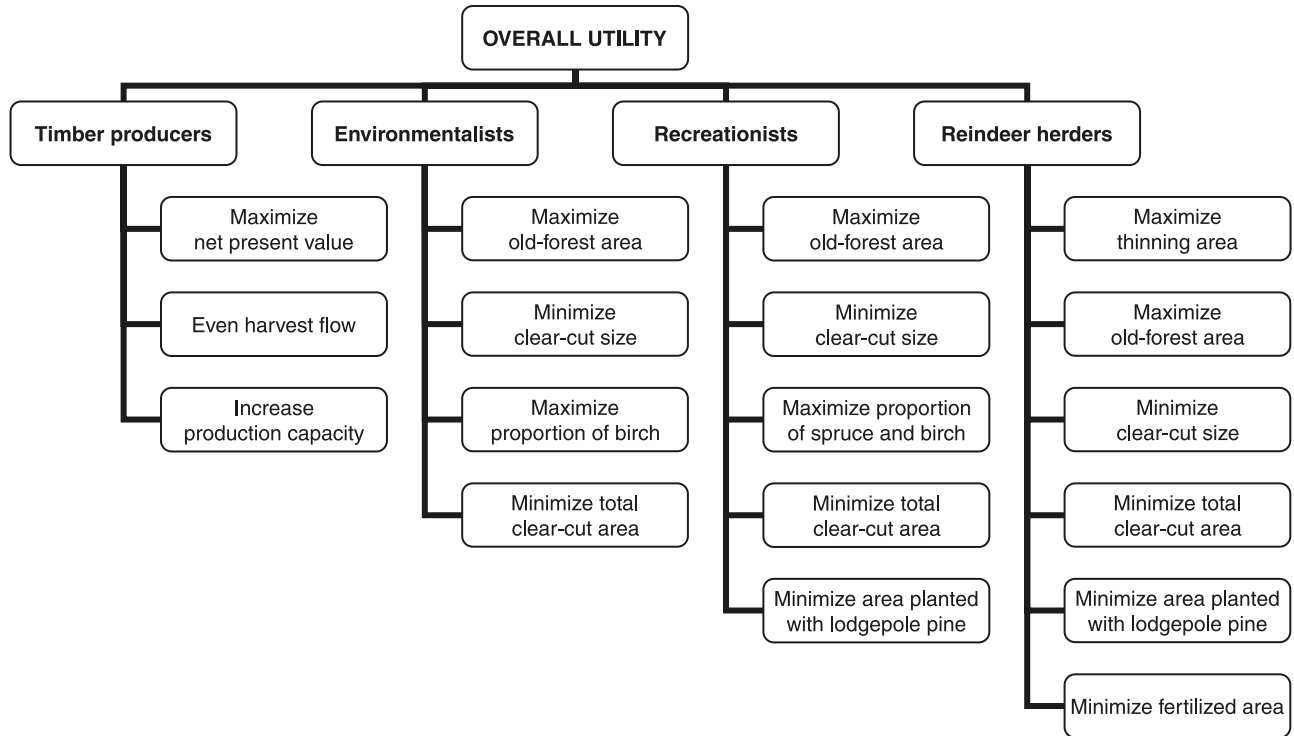 OVERALL UTILITY
Timber producers
Environmentalists
Recreationists
Reindeer herders
Maximize
net present value
Even harvest flow
Increase
production capacity
Maximize
old-forest area
Minimize
clear-cut size
Maximize
proportion of birch
Minimize total
clear-cut area
Maximize
old-forest area
Minimize
clear-cut size
Maximize proportion
of spruce and birch
Minimize total
clear-cut area
Minimize area planted
with lodgepole pine
Maximize
thinning area
Maximize
old-forest area
Minimize
clear-cut size
Minimize total
clear-cut area
Minimize area planted
with lodgepole pine
Minimize fertilized area